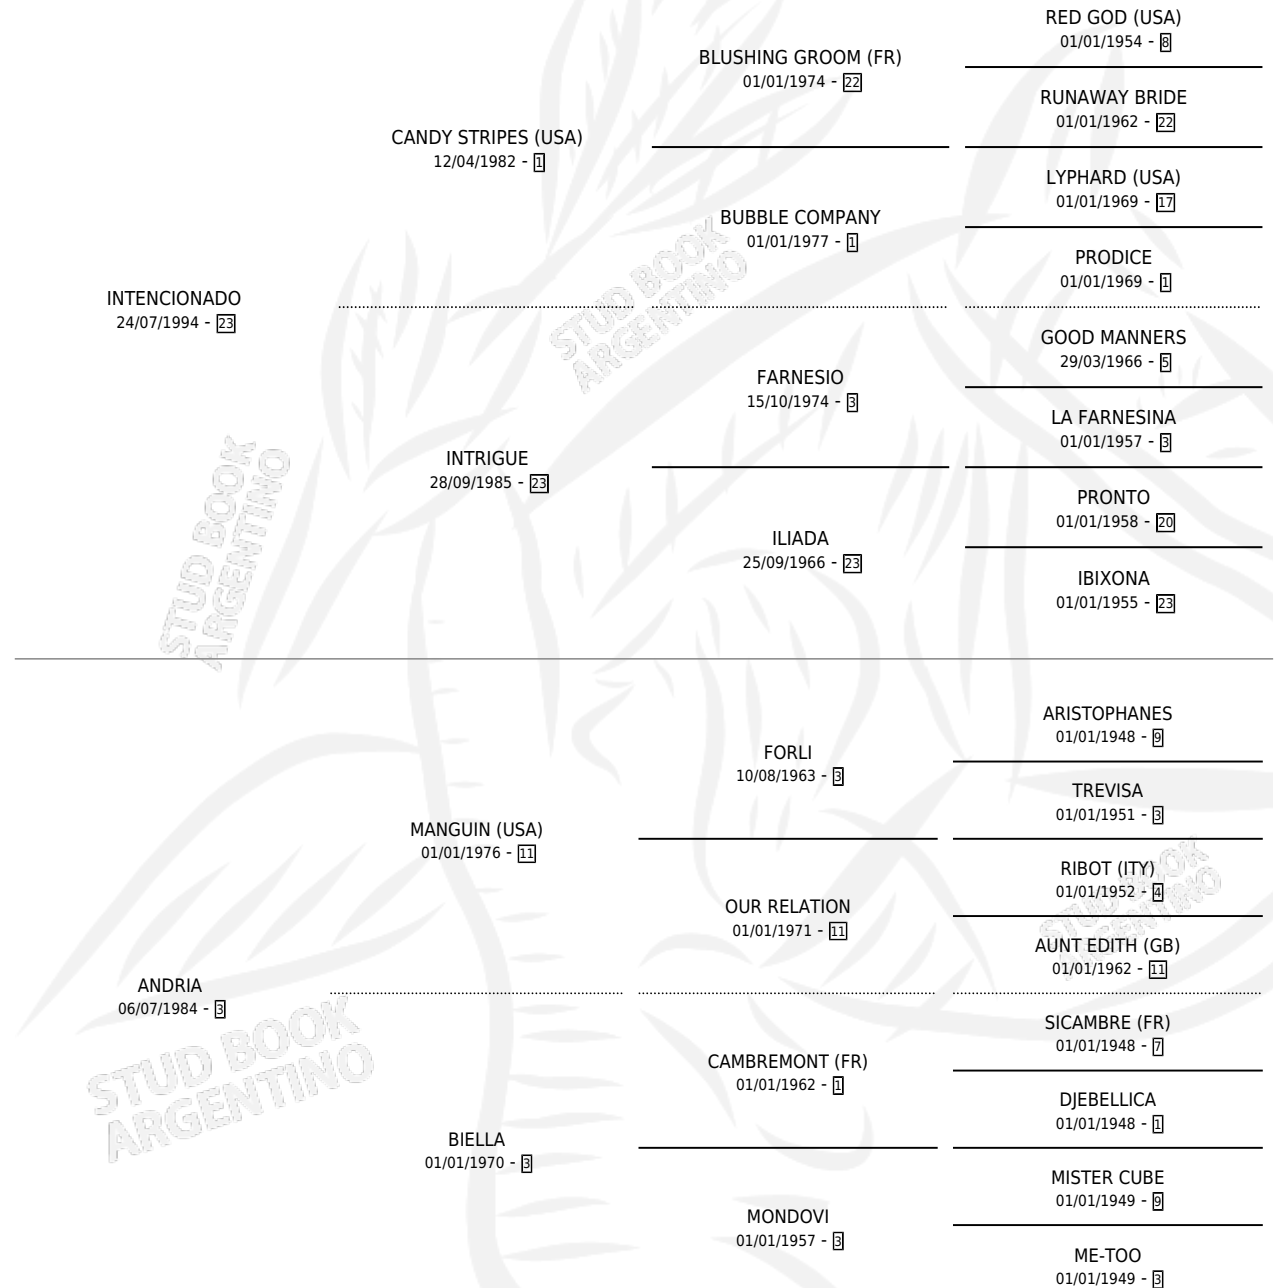 RED GOD (USA)
01/01/1954 - 8
BLUSHING GROOM (FR)
01/01/1974 - 22
RUNAWAY BRIDE
01/01/1962 - 22
CANDY STRIPES (USA)
12/04/1982 - 1
LYPHARD (USA)
01/01/1969 - 17
BUBBLE COMPANY
01/01/1977 - 1
PRODICE
01/01/1969 - 1
INTENCIONADO
24/07/1994 - 23
STUD BOOK
ARGENTINO
GOOD MANNERS
29/03/1966 - 5
FARNESIO
15/10/1974 - 3
LA FARNESINA
01/01/1957 - 3
INTRIGUE
28/09/1985 - 23
PRONTO
01/01/1958 - 20
ILIADA
25/09/1966 - 23
IBIXONA
01/01/1955 - 23
STUD BOOK
ARGENTINO
ARISTOPHANES
01/01/1948 - 9
FORLI
10/08/1963 - 3
TREVISA
01/01/1951 - 3
MANGUIN (USA)
01/01/1976 - 11
RIBOT (ITY)
01/01/1952 - 4
OUR RELATION
01/01/1971 - 11
AUNT EDITH (GB)
01/01/1962 - 11
STUD BOOK
ARGENTINO
ANDRIA
06/07/1984 - 3
SICAMBRE (FR)
01/01/1948 - 7
CAMBREMONT (FR)
01/01/1962 - 1
DJEBELLICA
01/01/1948 - 1
STUD BOOK
ARGENTINO
BIELLA
01/01/1970 - 3
MISTER CUBE
01/01/1949 - 9
MONDOVI
01/01/1957 - 3
ME-TOO
01/01/1949 - 3